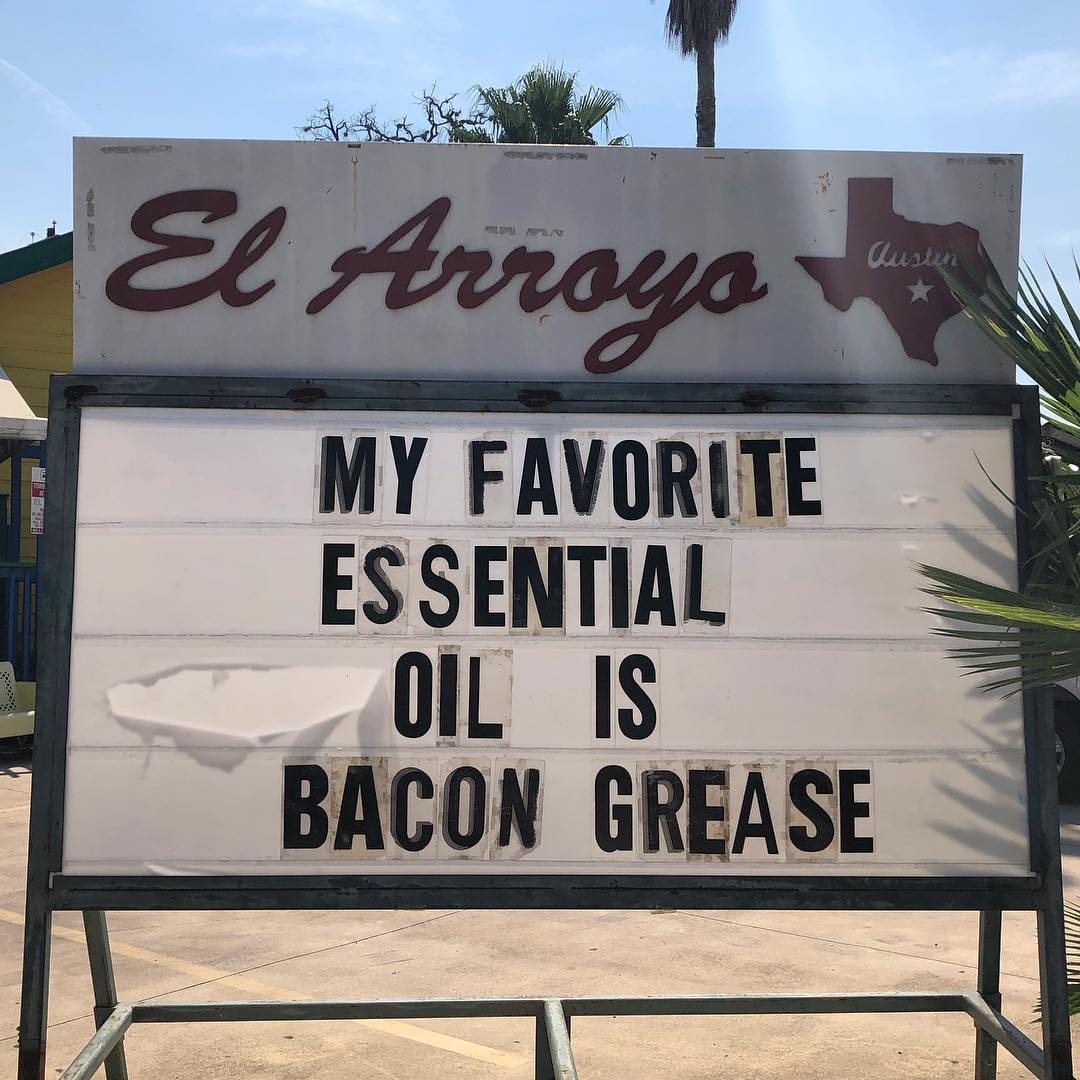 El Arroyo
Austin
MY FAVORITE
ESSENTIAL
OIL IS
BACON GREASE